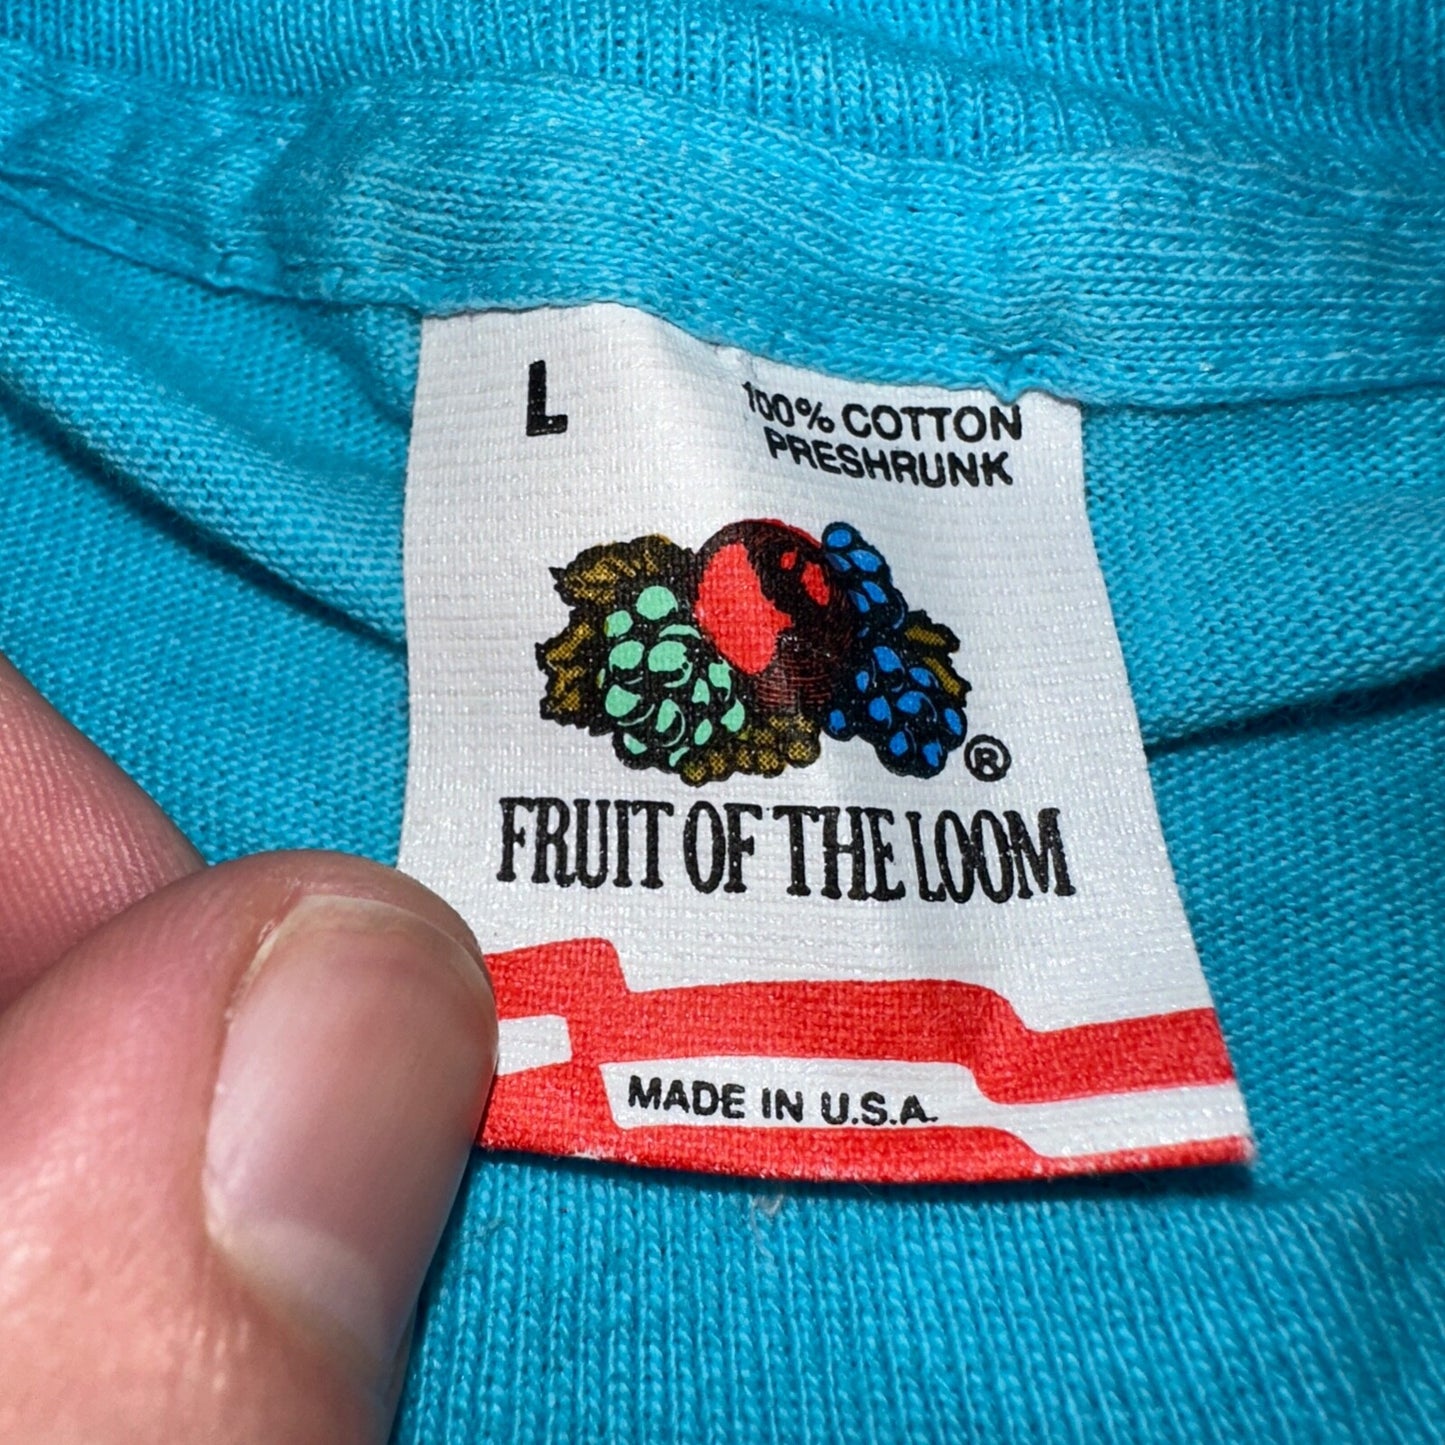 L
100% COTTON
PRESHRUNK
®
FRUIT OF THE LOOM
MADE IN U.S.A.